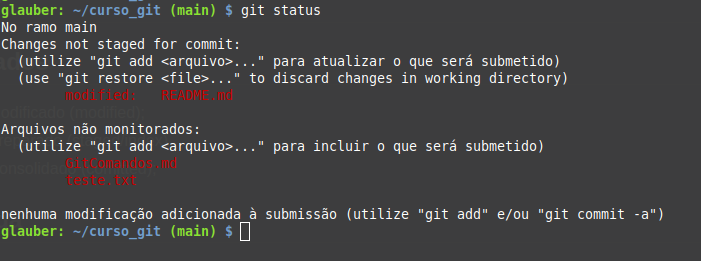 glauber: ~/curso_git (main) $ git status
No ramo main
Changes not staged for commit:
  (utilize "git add <arquivo>..." para atualizar o que será submetido)
  (use "git restore <file>..." to discard changes in working directory)
        modified:   README.md

Arquivos não monitorados:
  (utilize "git add <arquivo>..." para incluir o que será submetido)
        GitComandos.md
        teste.txt

nenhuma modificação adicionada à submissão (utilize "git add" e/ou "git commit -a")
glauber: ~/curso_git (main) $